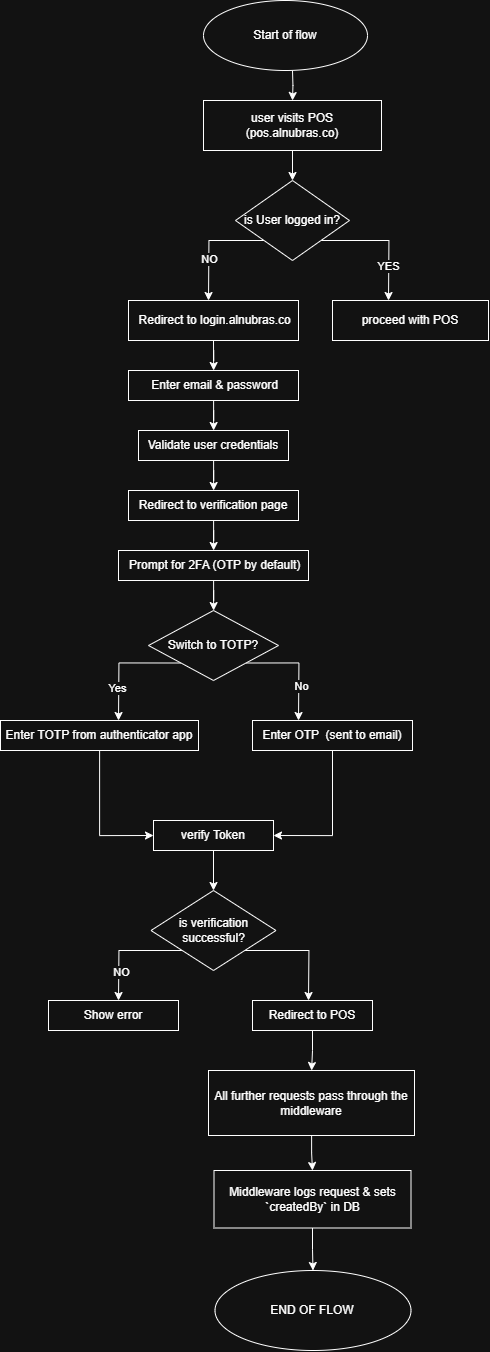 Start of flow
user visits POS
(pos.alnubras.co)
is User logged in?
NO
YES
Redirect to login.alnubras.co
proceed with POS
Enter email & password
Validate user credentials
Redirect to verification page
Prompt for 2FA (OTP by default)
Switch to TOTP?
Yes
No
Enter TOTP from authenticator app
Enter OTP (sent to email)
verify Token
is verification
successful?
NO
Show error
Redirect to POS
All further requests pass through the
middleware
Middleware logs request & sets
`createdBy` in DB
END OF FLOW